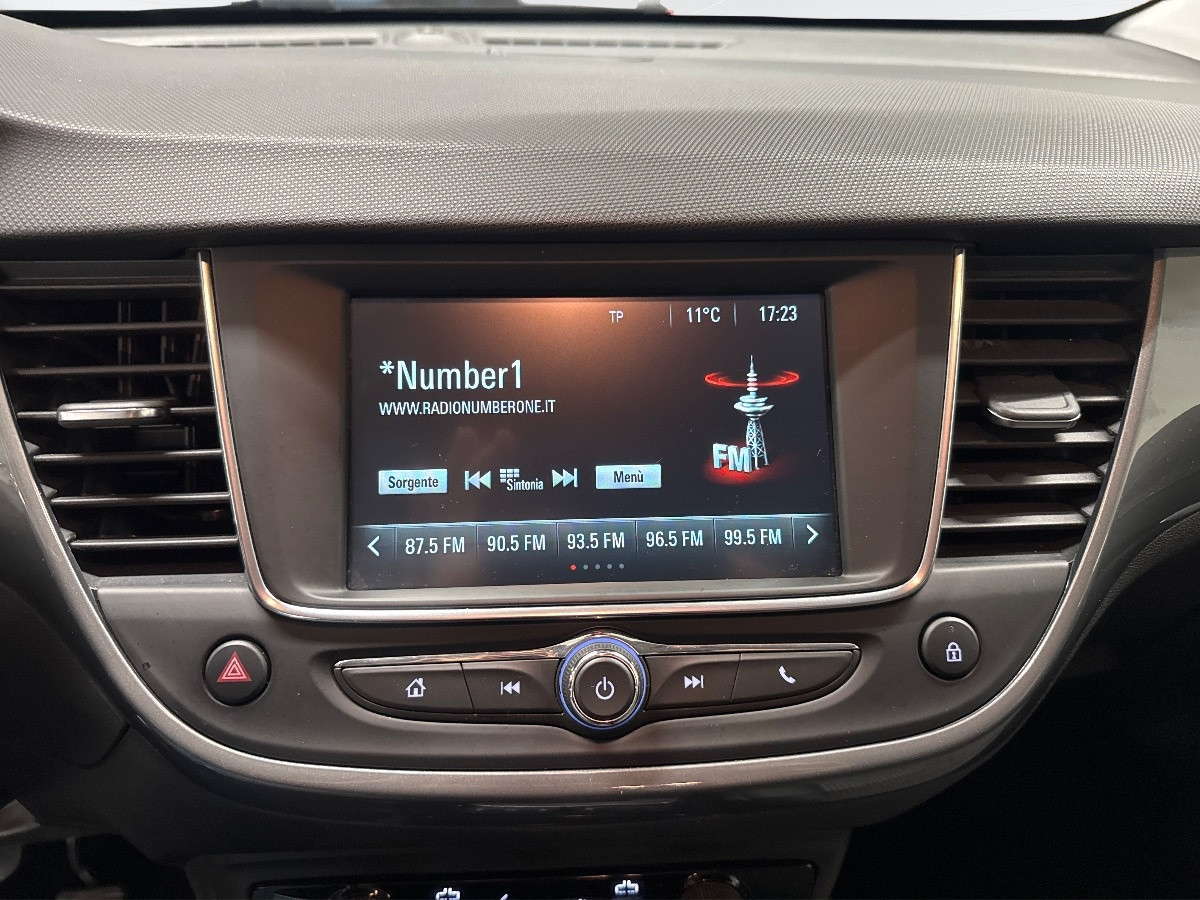 TP 11°C 17:23
*Number1
WWW.RADIONUMBERONE.IT
FM
Sorgente Sintonia Menù
87.5 FM 90.5 FM 93.5 FM 96.5 FM 99.5 FM